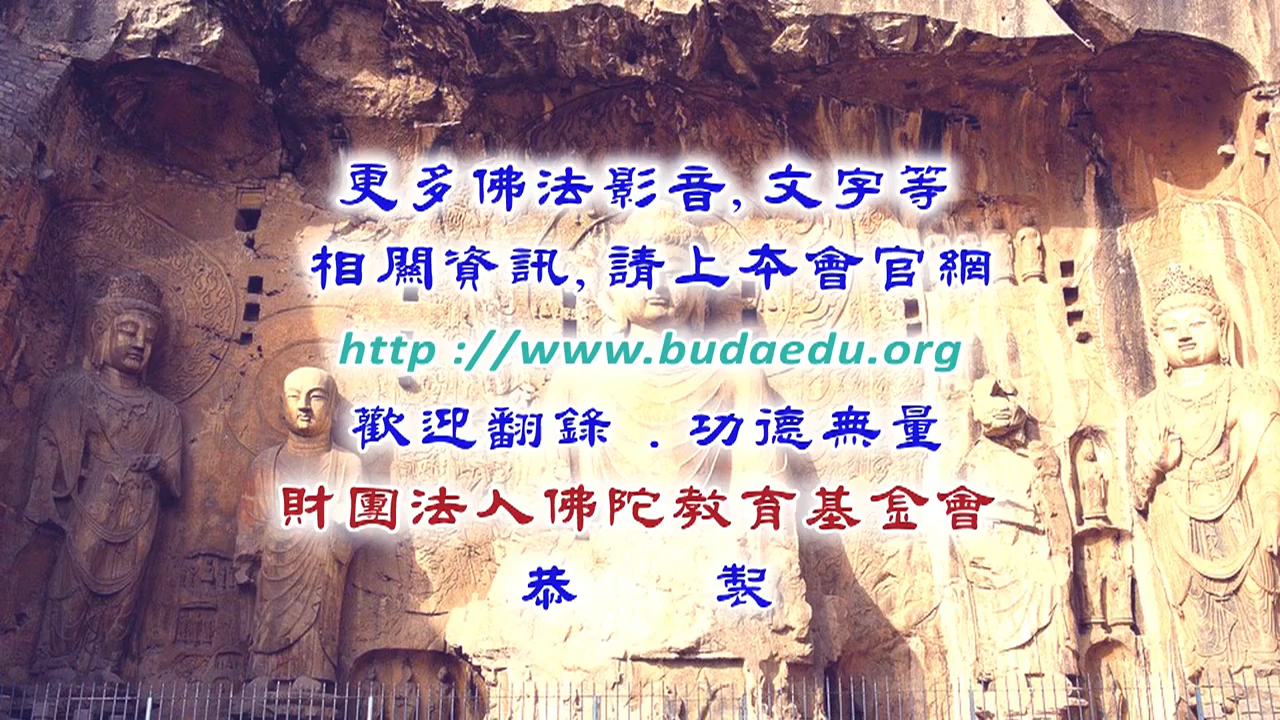 更多佛法影音,文字等
相關資訊,請上本會官網
http ://www.budaedu.org
歡迎翻錄 . 功德無量
財團法人佛陀教育基金會
恭 製